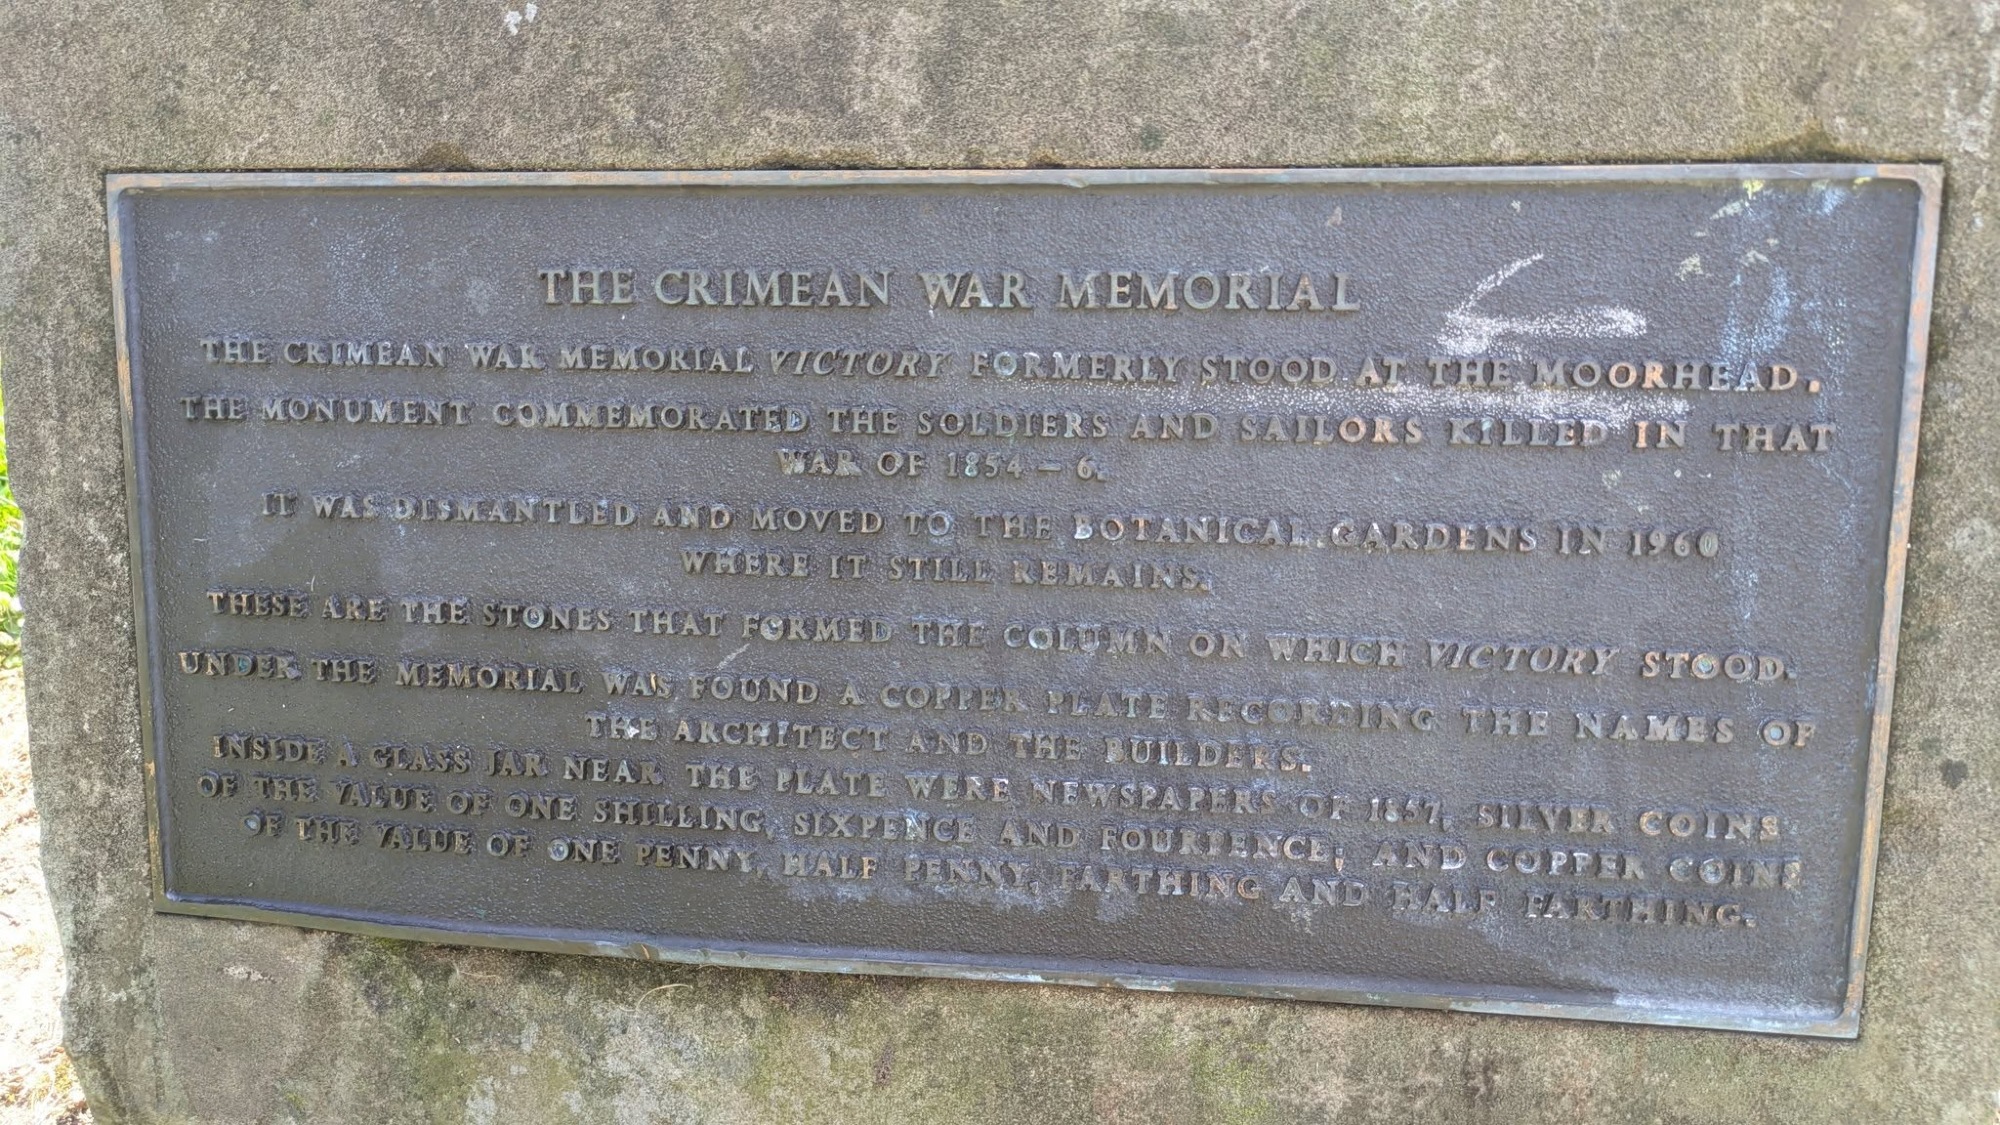 THE CRIMEAN WAR MEMORIAL
THE CRIMEAN WAR MEMORIAL VICTORY FORMERLY STOOD AT THE MOORHEAD.
THE MONUMENT COMMEMORATED THE SOLDIERS AND SAILORS KILLED IN THAT
WAR OF 1854 – 6.
IT WAS DISMANTLED AND MOVED TO THE BOTANICAL GARDENS IN 1960
WHERE IT STILL REMAINS.
THESE ARE THE STONES THAT FORMED THE COLUMN ON WHICH VICTORY STOOD.
UNDER THE MEMORIAL WAS FOUND A COPPER PLATE RECORDING THE NAMES OF
THE ARCHITECT AND THE BUILDERS.
INSIDE A GLASS JAR NEAR THE PLATE WERE NEWSPAPERS OF 1857, SILVER COINS
OF THE VALUE OF ONE SHILLING, SIXPENCE AND FOURPENCE; AND COPPER COINS
OF THE VALUE OF ONE PENNY, HALF PENNY, FARTHING AND HALF FARTHING.